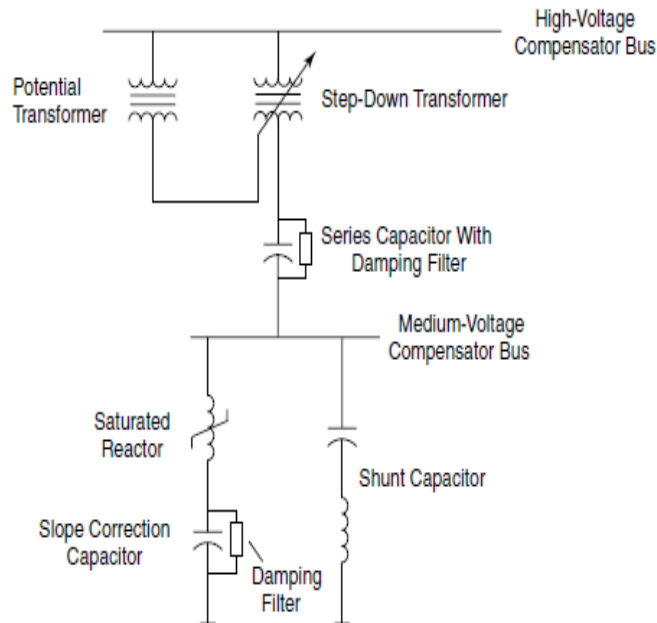 High-Voltage
Compensator Bus
Potential
Transformer
Step-Down Transformer
Series Capacitor With
Damping Filter
Medium-Voltage
Compensator Bus
Saturated
Reactor
Shunt Capacitor
Slope Correction
Capacitor
Damping
Filter